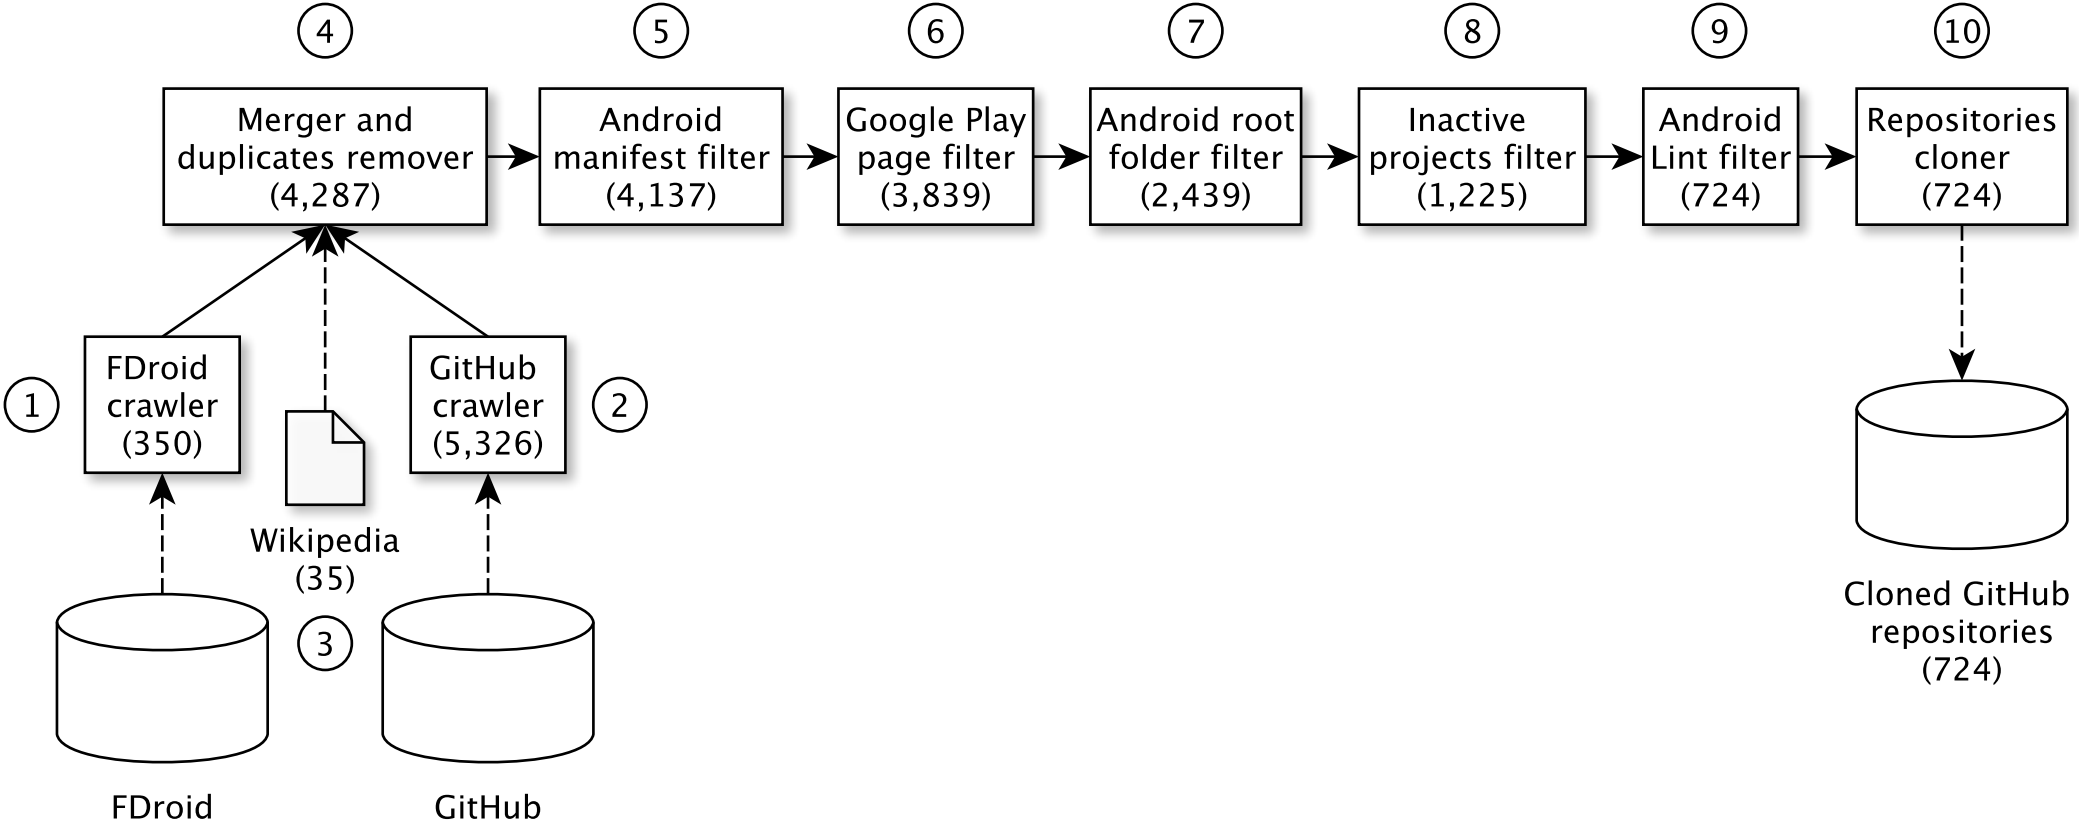 4
5
6
7
8
9
10
Merger and
duplicates remover
(4,287)
Android
manifest filter
(4,137)
Google Play
page filter
(3,839)
Android root
folder filter
(2,439)
Inactive
projects filter
(1,225)
Android
Lint filter
(724)
Repositories
cloner
(724)
1
FDroid
crawler
(350)
GitHub
crawler
(5,326)
2
Wikipedia
(35)
3
FDroid
GitHub
Cloned GitHub
repositories
(724)